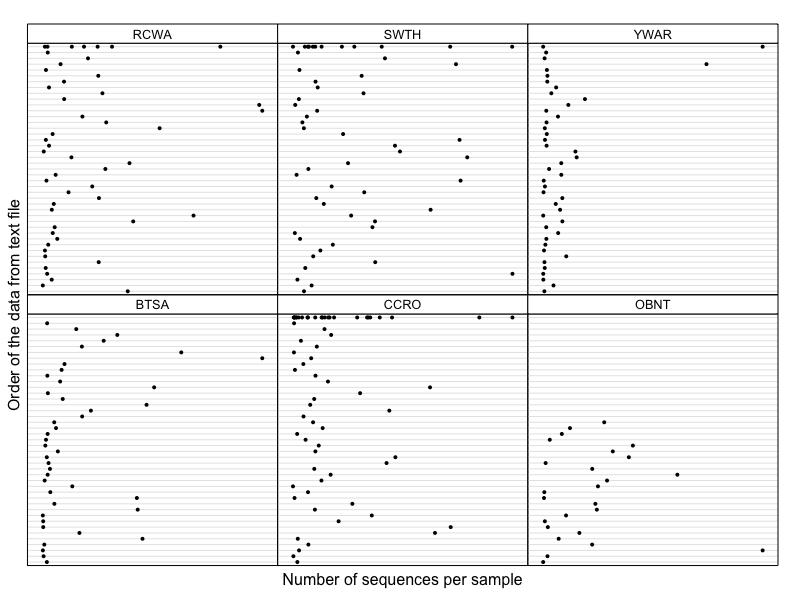 RCWA
SWTH
YWAR
BTSA
CCRO
OBNT
Order of the data from text file
Number of sequences per sample